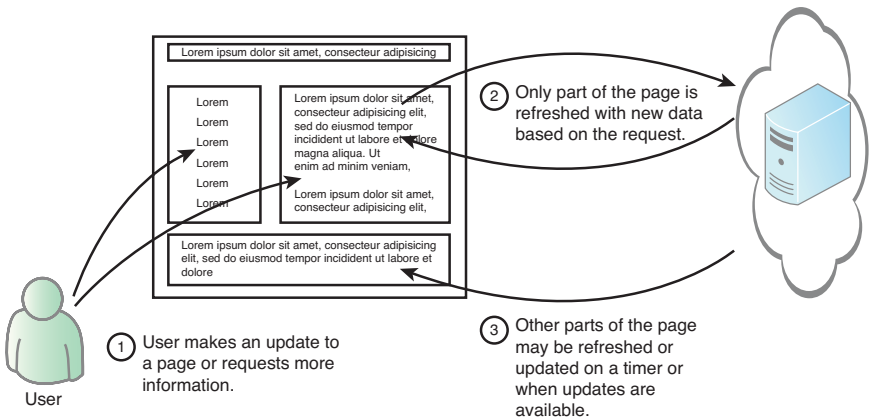 Lorem ipsum dolor sit amet, consecteur adipisicing
Lorem
Lorem
Lorem
Lorem
Lorem
Lorem
Lorem ipsum dolor sit amet,
consecteur adipisicing elit,
sed do eiusmod tempor
incidident ut labore et dolore
magna aliqua. Ut
enim ad minim veniam,
Lorem ipsum dolor sit amet,
consecteur adipisicing elit,
Lorem ipsum dolor sit amet, consecteur adipisicing
elit, sed do eiusmod tempor incidident ut labore et
dolore
User
1 User makes an update to
a page or requests more
information.
2 Only part of the page is
refreshed with new data
based on the request.
3 Other parts of the page
may be refreshed or
updated on a timer or
when updates are
available.